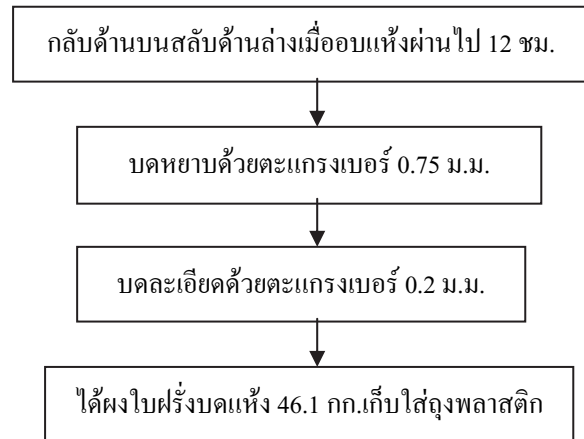 กลับด้านบนสลับด้านล่างเมื่ออบแห้งผ่านไป 12 ชม.
บดหยาบด้วยตะแกรงเบอร์ 0.75 ม.ม.
บดละเอียดด้วยตะแกรงเบอร์ 0.2 ม.ม.
ได้ผงใบฝรั่งบดแห้ง 46.1 กก.เก็บใส่ถุงพลาสติก